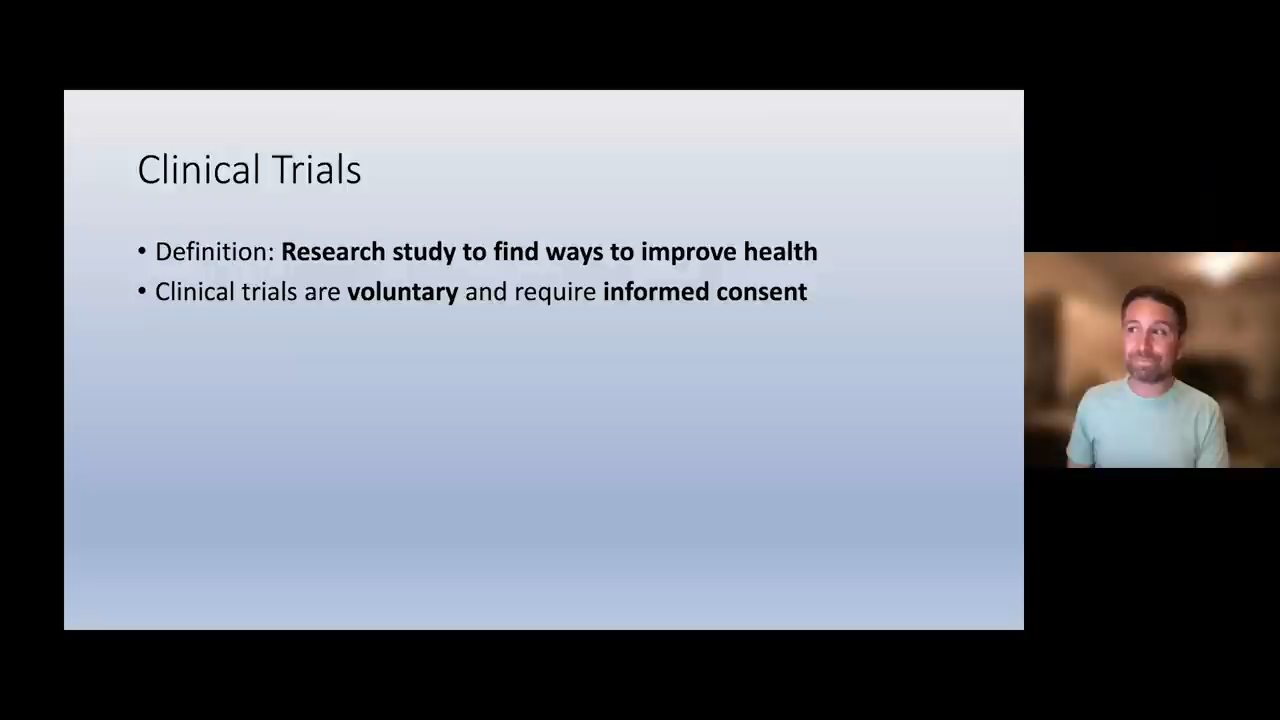 Clinical Trials
• Definition: Research study to find ways to improve health
• Clinical trials are voluntary and require informed consent